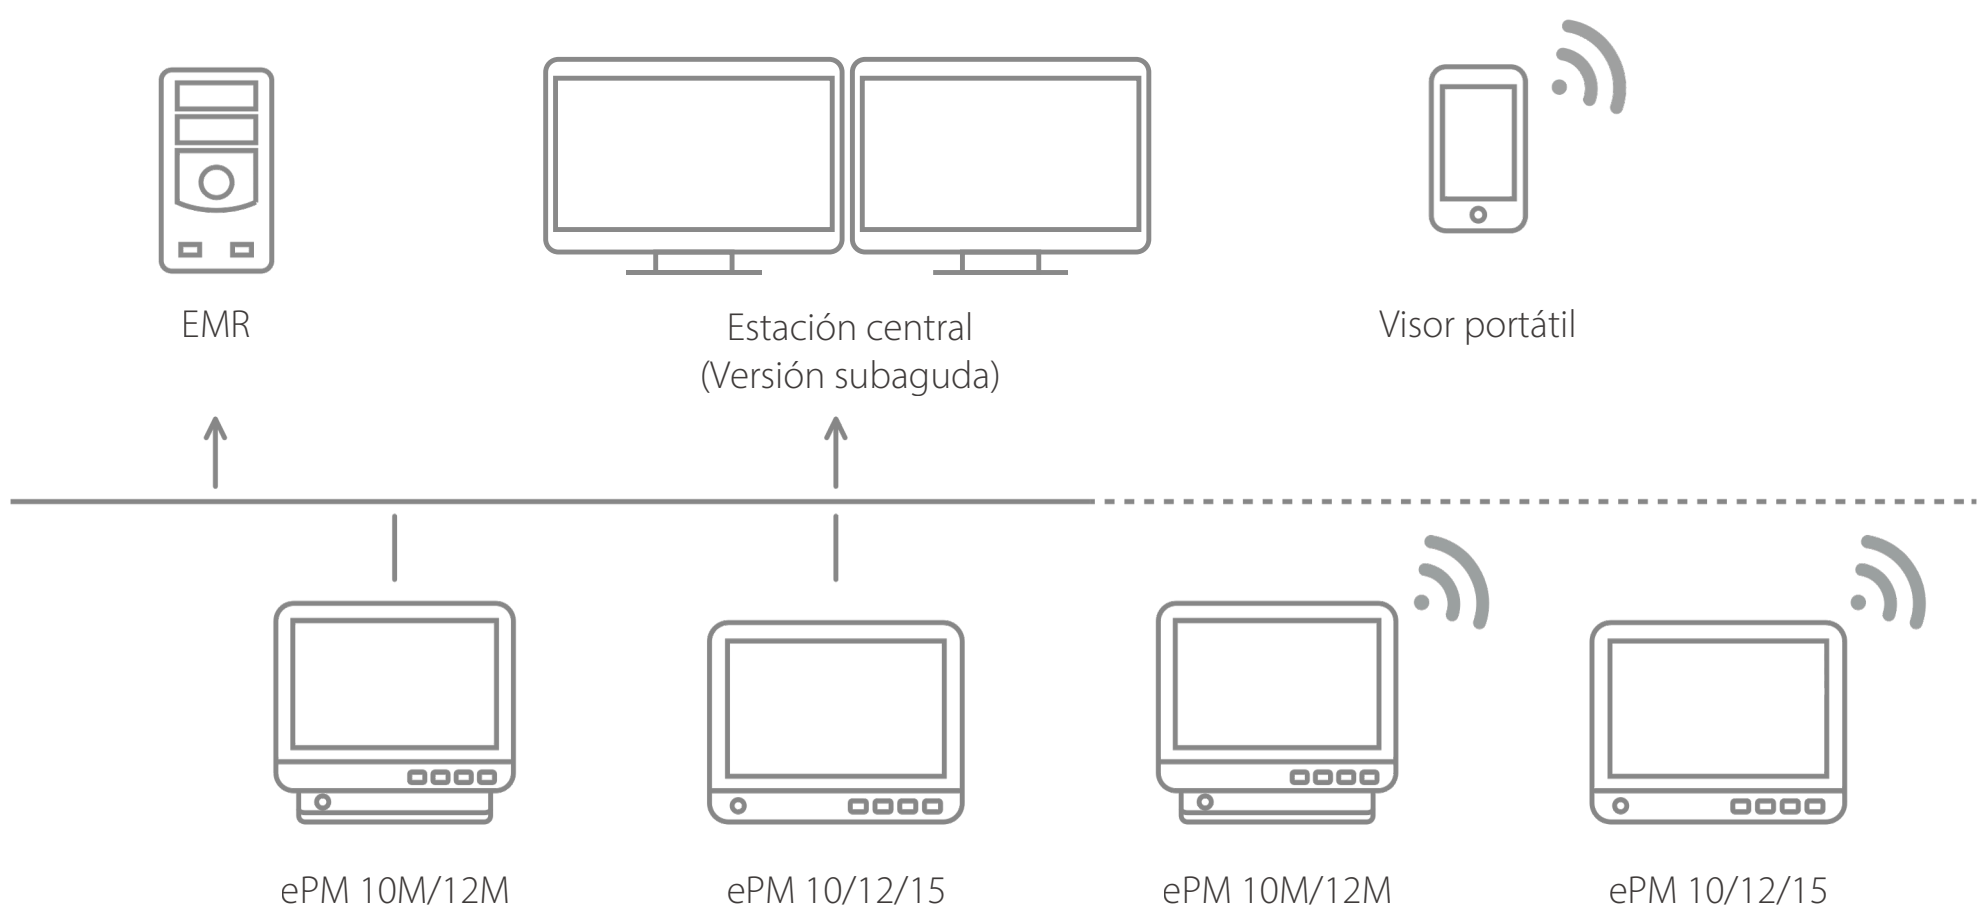 EMR
Estación central
(Versión subaguda)
Visor portátil
ePM 10M/12M
ePM 10/12/15
ePM 10M/12M
ePM 10/12/15